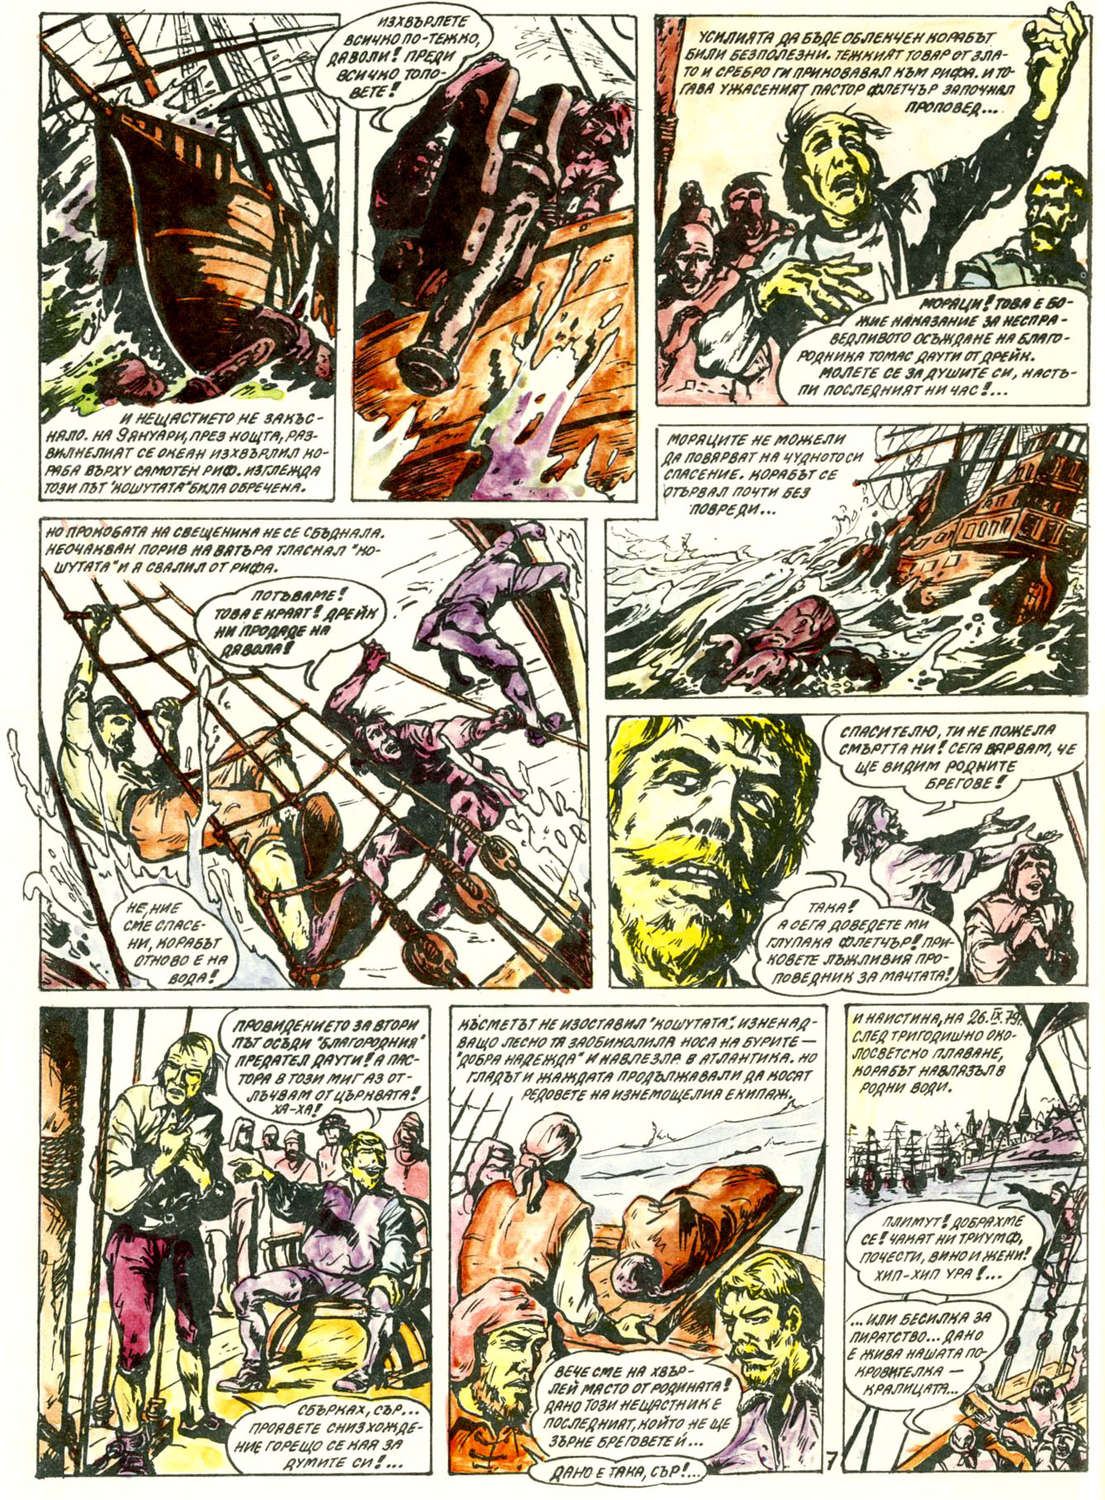 И НЕЩАСТИЕТО НЕ ЗАКЪС-
НЯЛО. НА 9 ЯНУАРИ, ПРЕЗ НОЩТА, РАЗ-
ВИЛНЕЛИЯТ СЕ ОКЕАН ИЗХВЪРЛИЛ КО-
РАБА ВЪРХУ САМОТЕН РИФ. ИЗГЛЕЖДА
ТОЗИ ПЪТ "КОШУТАТА" БИЛА ОБРЕЧЕНА.
ИЗХВЪРЛЕТЕ
ВСИЧКО ПО-ТЕЖКО,
ДЯВОЛИ! ПРЕДИ
ВСИЧКО ТОПО-
ВЕТЕ!
УСИЛИЯТА ДА БЪДЕ ОБЛЕКЧЕН КОРАБЪТ
БИЛИ БЕЗПОЛЕЗНИ. ТЕЖКИЯТ ТОВАР ОТ ЗЛА-
ТО И СРЕБРО ГИ ПРИКОВАВАЛ КЪМ РИФА. И ТО-
ГАВА УЖАСЕНИЯТ ПАСТОР ФЛЕТЧЪР ЗАПОЧНАЛ
ПРОПОВЕД...
МОРЯЦИ! ТОВА Е БО-
ЖИЕ НАКАЗАНИЕ ЗА НЕСПРА-
ВЕДЛИВОТО ОСЪЖДАНЕ НА БЛАГО-
РОДНИКА ТОМАС ДАУТИ ОТ ДРЕЙК.
МОЛЕТЕ СЕ ЗА ДУШИТЕ СИ, НАСТЪ-
ПИ ПОСЛЕДНИЯТ НИ ЧАС!...
НО ПРОКОБАТА НА СВЕЩЕНИКА НЕ СЕ СБЪДНАЛА.
НЕОЧАКВАН ПОРИВ НА ВЯТЪРА ТЛАСНАЛ "КО-
ШУТАТА" И Я СВАЛИЛ ОТ РИФА.
ПОТЪВАМЕ!
ТОВА Е КРАЯТ! ДРЕЙК
НИ ПРОДАДЕ НА
ДЯВОЛА!
НЕ, НИЕ
СМЕ СПАСЕ-
НИ, КОРАБЪТ
ОТНОВО Е НА
ВОДА!
МОРЯЦИТЕ НЕ МОЖЕЛИ
ДА ПОВЯРВАТ НА ЧУДНОТО СИ
СПАСЕНИЕ. КОРАБЪТ СЕ
ОТЪРВАЛ ПОЧТИ БЕЗ
ПОВРЕДИ...
СПАСИТЕЛЮ, ТИ НЕ ПОЖЕЛА
СМЪРТТА НИ! СЕГА ВЯРВАМ, ЧЕ
ЩЕ ВИДИМ РОДНИТЕ
БРЕГОВЕ!
ТАКА!
А СЕГА ДОВЕДЕТЕ МИ
ГЛУПАКА ФЛЕТЧЪР! ПРИ-
КОВЕТЕ ЛЪЖЛИВИЯ ПРО-
ПОВЕДНИК ЗА МАЧТАТА!
ПРОВИДЕНИЕТО ЗА ВТОРИ
ПЪТ ОСЪДИ "БЛАГОРОДНИЯ"
ПРЕДАТЕЛ ДАУТИ! А ПАС-
ТОРА В ТОЗИ МИГ АЗ ОТ-
ЛЪЧВАМ ОТ ЦЪРКВАТА!
ХА-ХА!
СБЪРКАХ, СЪР...
ПРОЯВЕТЕ СНИЗХОЖДЕ-
НИЕ ГОРЕЩО СЕ КАЯ ЗА
ДУМИТЕ СИ!...
КЪСМЕТЪТ НЕ ИЗОСТАВИЛ "КОШУТАТА". ИЗНЕНАД-
ВАЩО ЛЕСНО ТЯ ЗАОБИКОЛИЛА НОСА НА БУРИТЕ —
"ДОБРА НАДЕЖДА" И НАВЛЕЗЛА В АТЛАНТИКА. НО
ГЛАДЪТ И ЖАЖДАТА ПРОДЪЛЖАВАЛИ ДА КОСЯТ
РЕДОВЕТЕ НА ИЗНЕМОЩЕЛИЯ ЕКИПАЖ.
ВЕЧЕ СМЕ НА ХВЪР-
ЛЕЙ МЯСТО ОТ РОДИНАТА!
ДАНО ТОЗИ НЕЩАСТНИК Е
ПОСЛЕДНИЯТ, КОЙТО НЕ ЩЕ
ЗЪРНЕ БРЕГОВЕТЕ Й...
ДАНО Е ТАКА, СЪР!...
7
И НАИСТИНА, НА 26. IX. 79г.
СЛЕД ТРИГОДИШНО ОКО-
ЛОСВЕТСКО ПЛАВАНЕ,
КОРАБЪТ НАВЛЯЗЪЛ В
РОДНИ ВОДИ.
ПЛИМУТ! ДОБРАХМЕ
СЕ! ЧАКАТ НИ ТРИУМФ,
ПОЧЕСТИ, ВИНО И ЖЕНИ!
ХИП-ХИП УРА!...
...ИЛИ БЕСИЛКА ЗА
ПИРАТСТВО... ДАНО
Е ЖИВА НАШАТА ПО-
КРОВИТЕЛКА —
КРАЛИЦАТА...